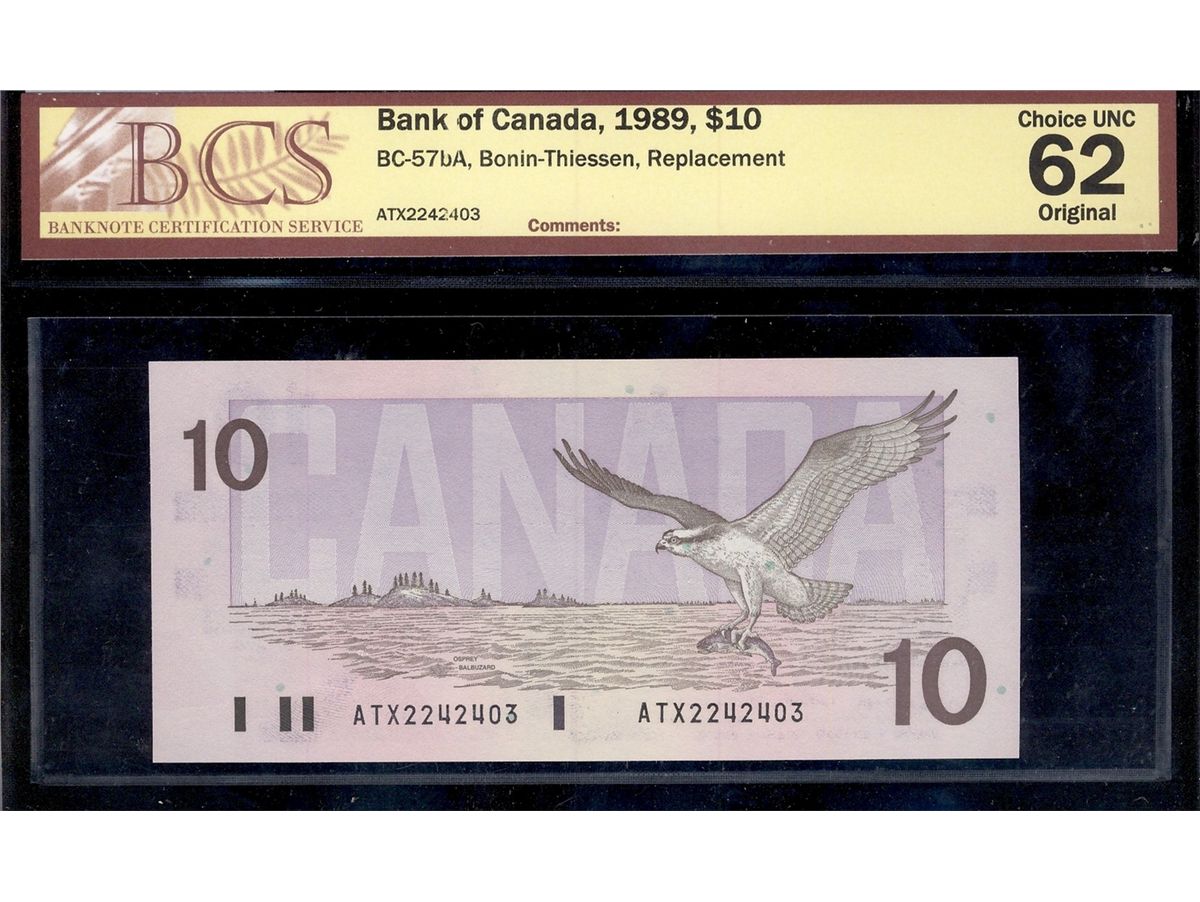 BCS
BANKNOTE CERTIFICATION SERVICE
Bank of Canada, 1989, $10
BC-57bA, Bonin-Thiessen, Replacement
ATX2242403
Comments:
Choice UNC
62
Original
10
CANADA
OSPREY
BALBUZARD
10
ATX2242403
ATX2242403